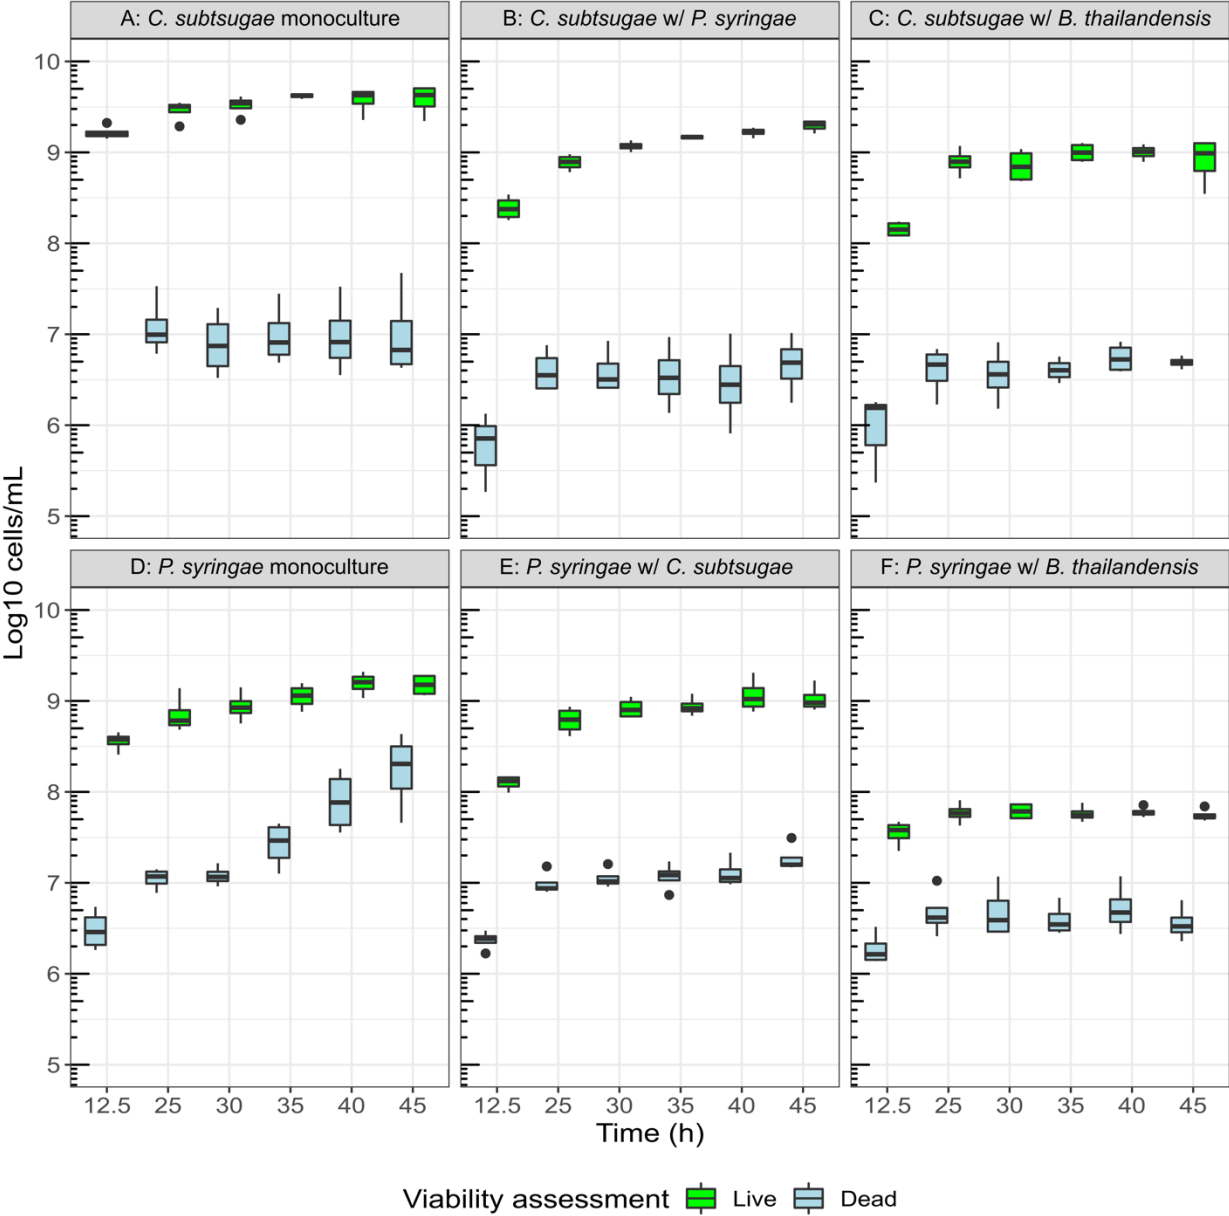 A: C. subtsugae monoculture
B: C. subtsugae w/ P. syringae
C: C. subtsugae w/ B. thailandensis
10
9
8
7
6
5
Log10 cells/mL
D: P. syringae monoculture
E: P. syringae w/ C. subtsugae
F: P. syringae w/ B. thailandensis
10
9
8
7
6
5
12.5 25 30 35 40 45
12.5 25 30 35 40 45
12.5 25 30 35 40 45
Time (h)
Viability assessment Live Dead